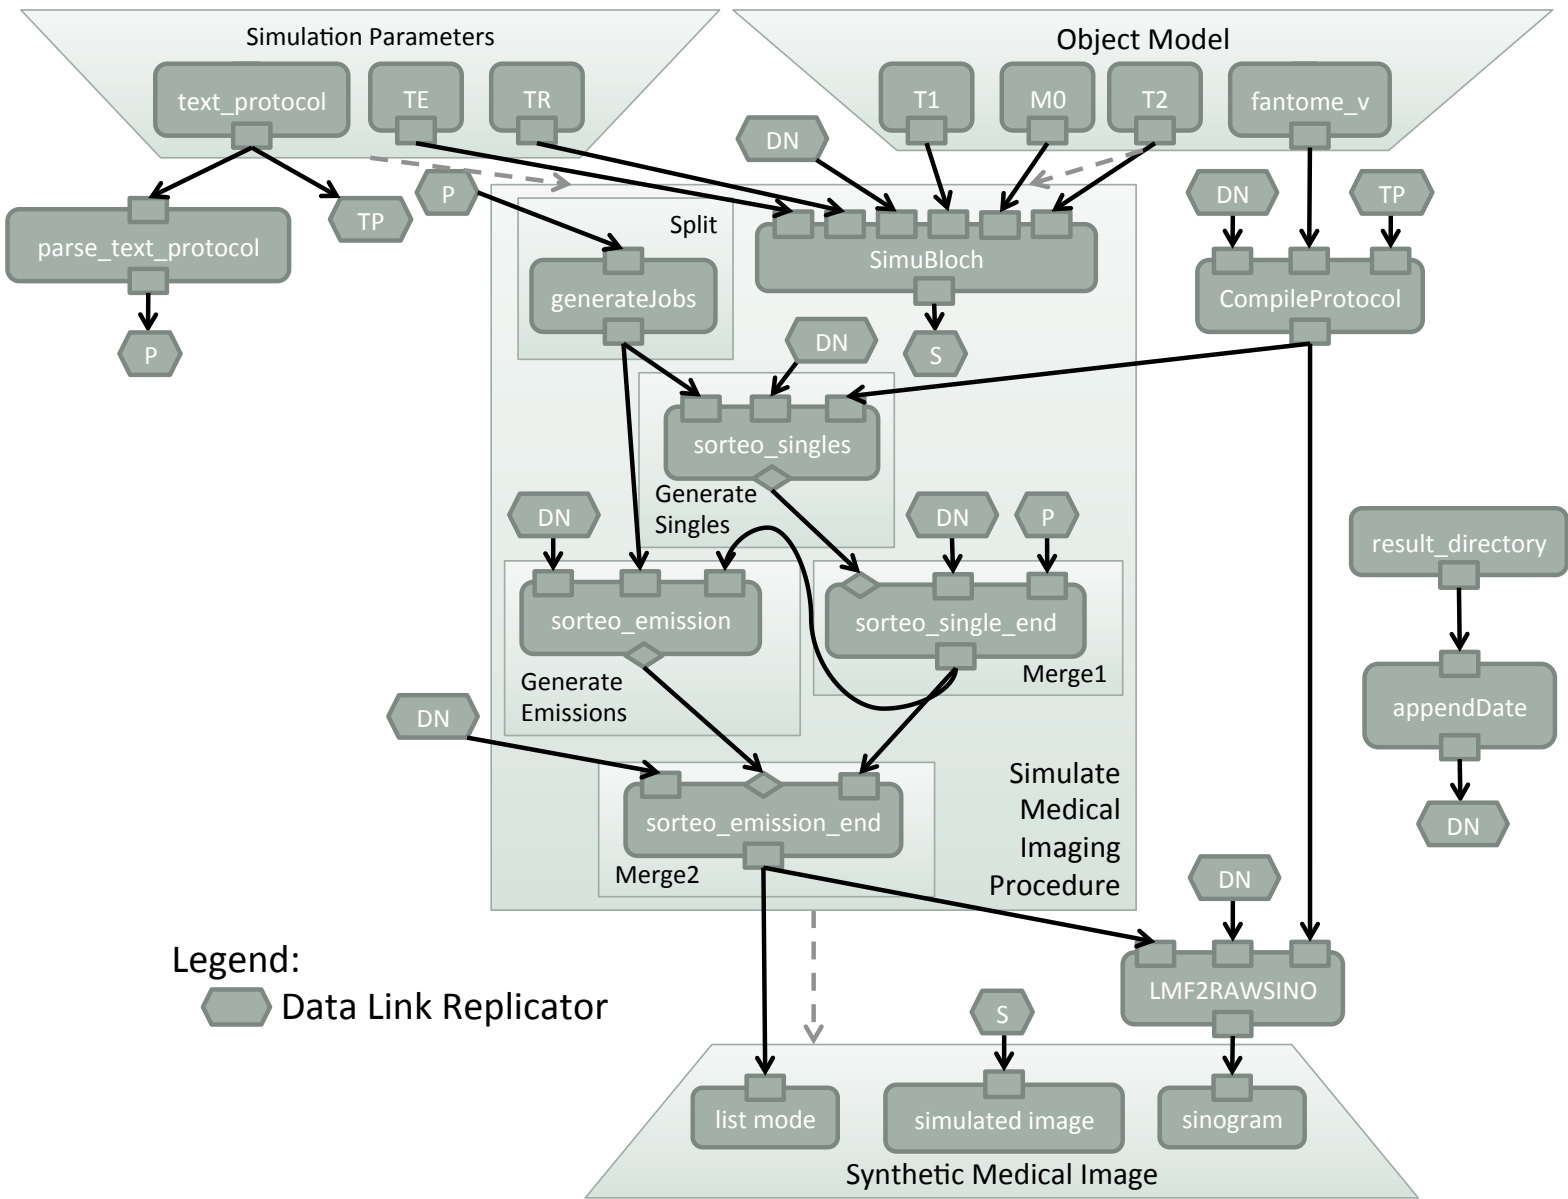 Simulation Parameters
Object Model
text_protocol
TE
TR
T1
M0
T2
fantome_v
DN
P
TP
DN
TP
Split
parse_text_protocol
SimuBloch
generateJobs
CompileProtocol
P
DN
S
sorteo_singles
Generate
Singles
DN
DN
P
result_directory
sorteo_emission
sorteo_single_end
Generate
Emissions
Merge1
DN
appendDate
Simulate
Medical
Imaging
Procedure
sorteo_emission_end
Merge2
DN
DN
Legend:
Data Link Replicator
LMF2RAWSINO
S
list mode
simulated image
sinogram
Synthetic Medical Image